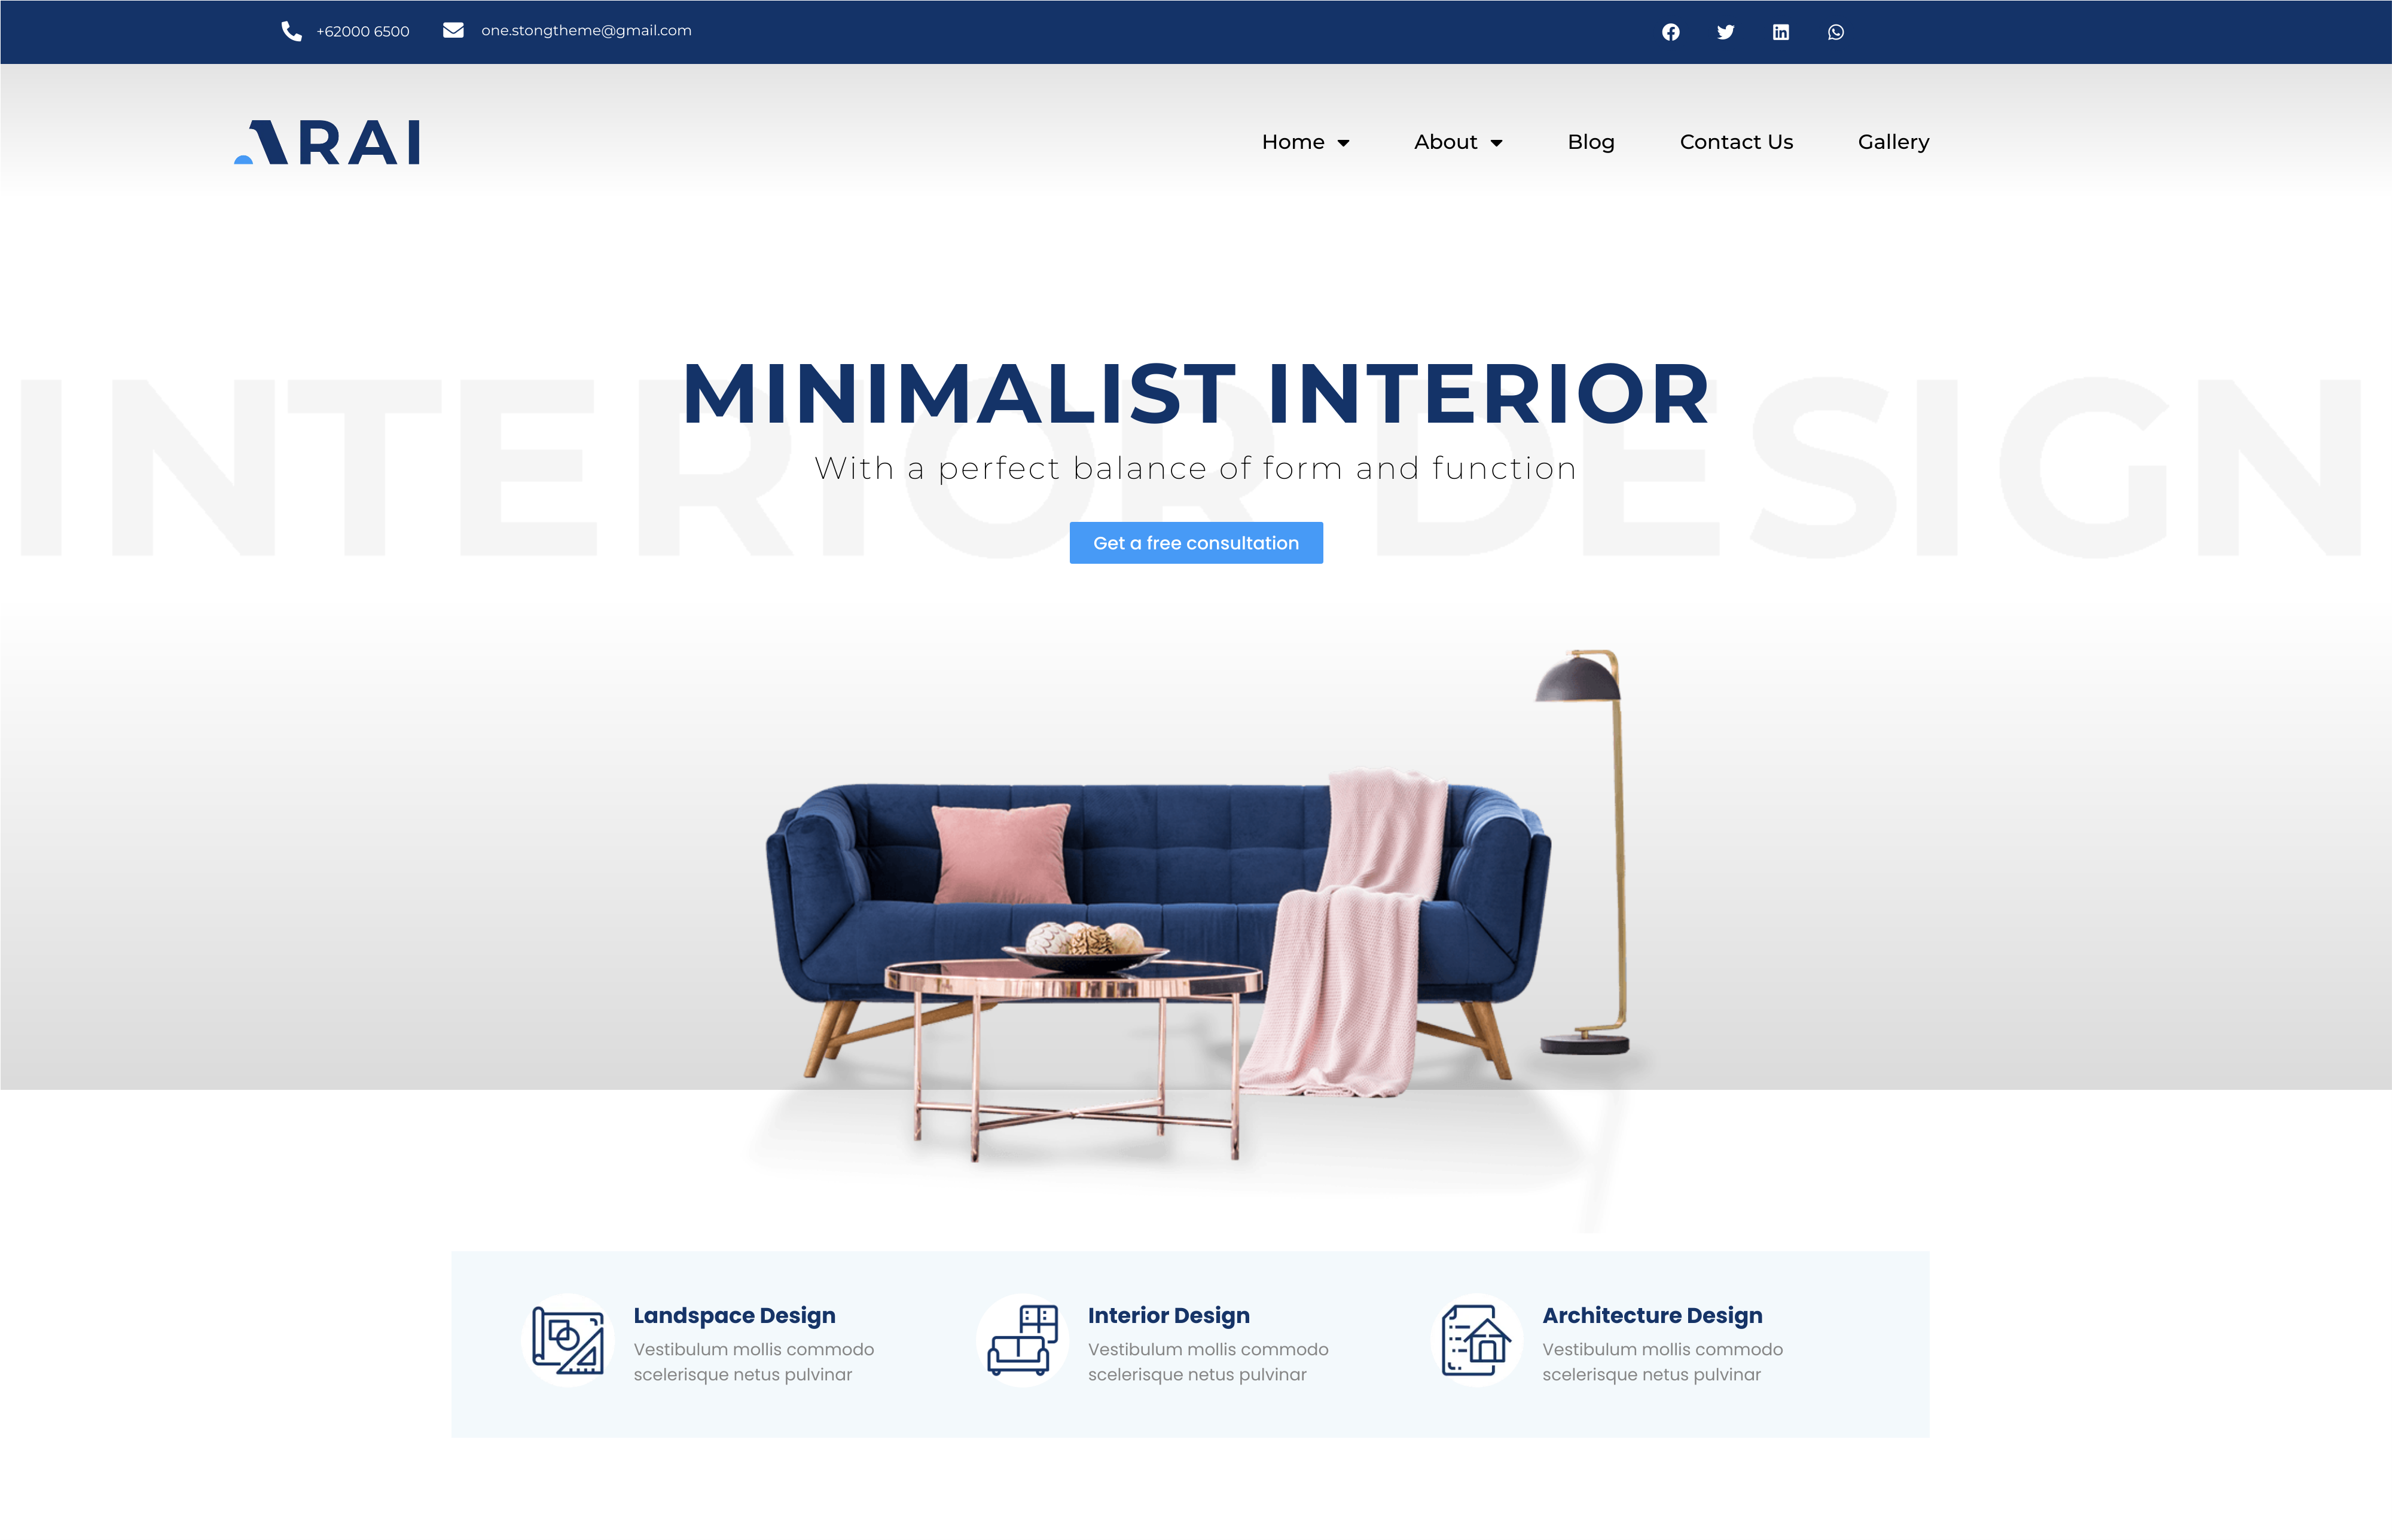 +62000 6500 one.stongtheme@gmail.com
ARAI
Home About Blog Contact Us Gallery
INTERIOR DESIGN
MINIMALIST INTERIOR
With a perfect balance of form and function
Get a free consultation
Landspace Design
Vestibulum mollis commodo
scelerisque netus pulvinar
Interior Design
Vestibulum mollis commodo
scelerisque netus pulvinar
Architecture Design
Vestibulum mollis commodo
scelerisque netus pulvinar